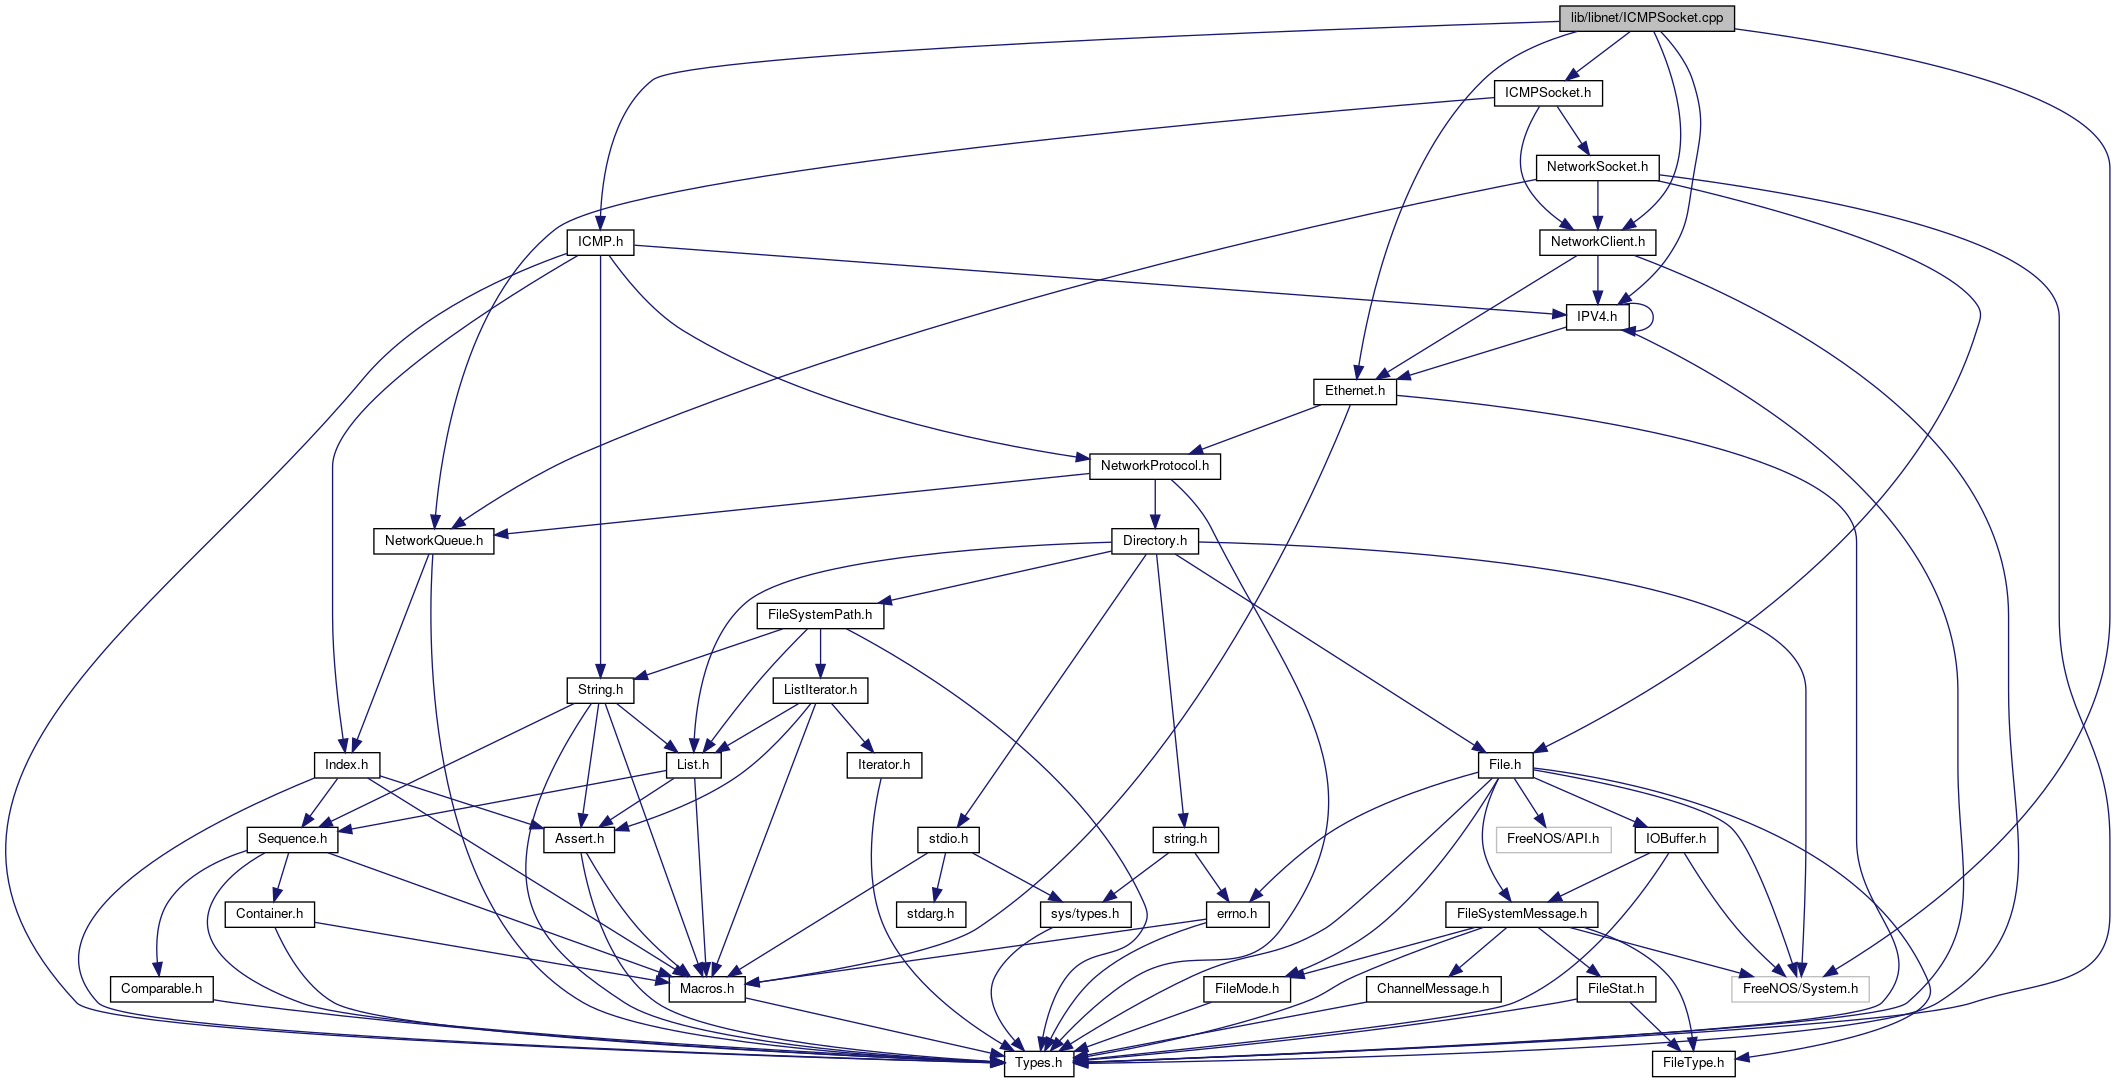 lib/libnet/ICMPSocket.cpp
ICMPSocket.h
NetworkSocket.h
ICMP.h
NetworkClient.h
IPV4.h
Ethernet.h
NetworkProtocol.h
NetworkQueue.h
Directory.h
FileSystemPath.h
String.h
ListIterator.h
Index.h
List.h
Iterator.h
File.h
Sequence.h
Assert.h
stdio.h
string.h
FreeNOS/API.h
IOBuffer.h
Container.h
stdarg.h
sys/types.h
errno.h
FileSystemMessage.h
Comparable.h
Macros.h
FileMode.h
ChannelMessage.h
FileStat.h
FreeNOS/System.h
Types.h
FileType.h